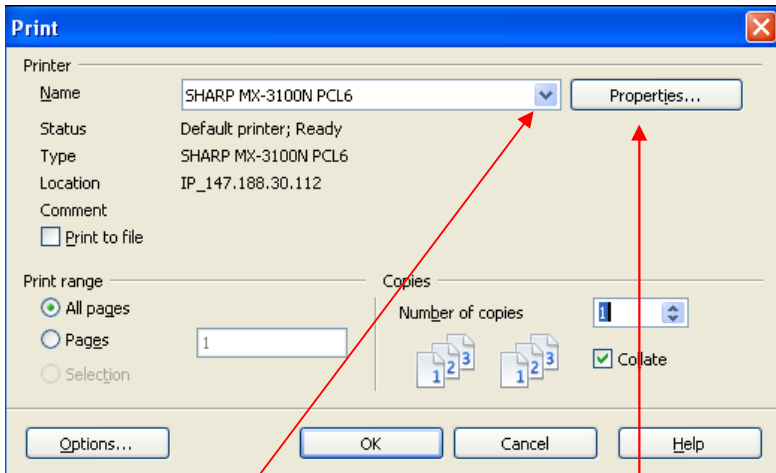 Print
Printer
Name SHARP MX-3100N PCL6 Properties...
Status Default printer; Ready
Type SHARP MX-3100N PCL6
Location IP_147.188.30.112
Comment
Print to file
Print range Copies
All pages Number of copies 1
Pages 1 Collate
1 2 3 1 2 3
Selection
Options... OK Cancel Help